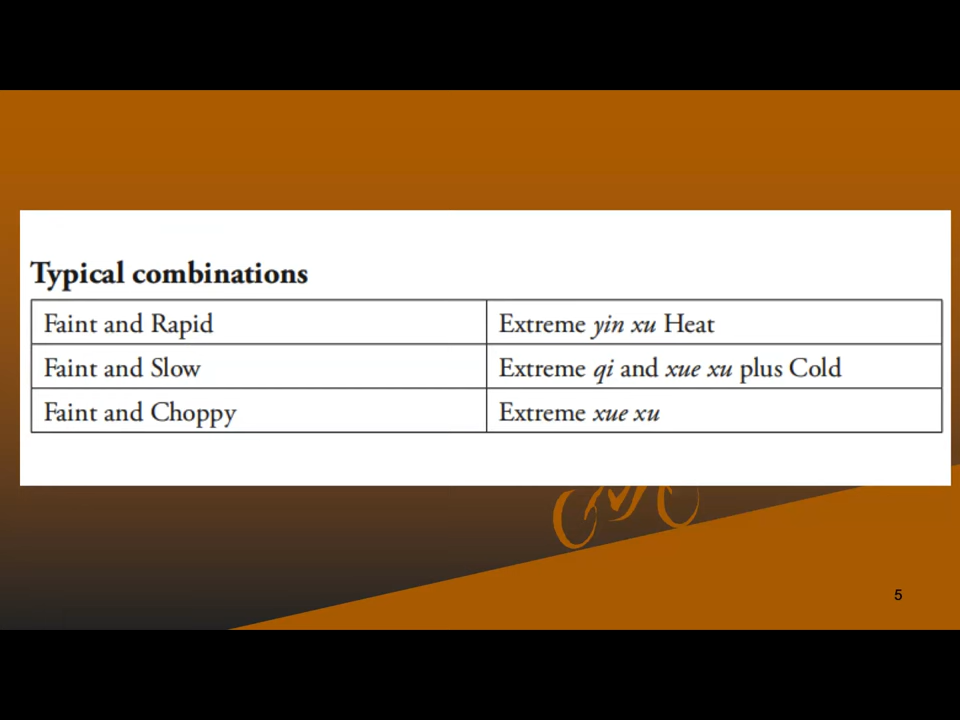 Typical combinations
Faint and Rapid Extreme yin xu Heat
Faint and Slow Extreme qi and xue xu plus Cold
Faint and Choppy Extreme xue xu
5